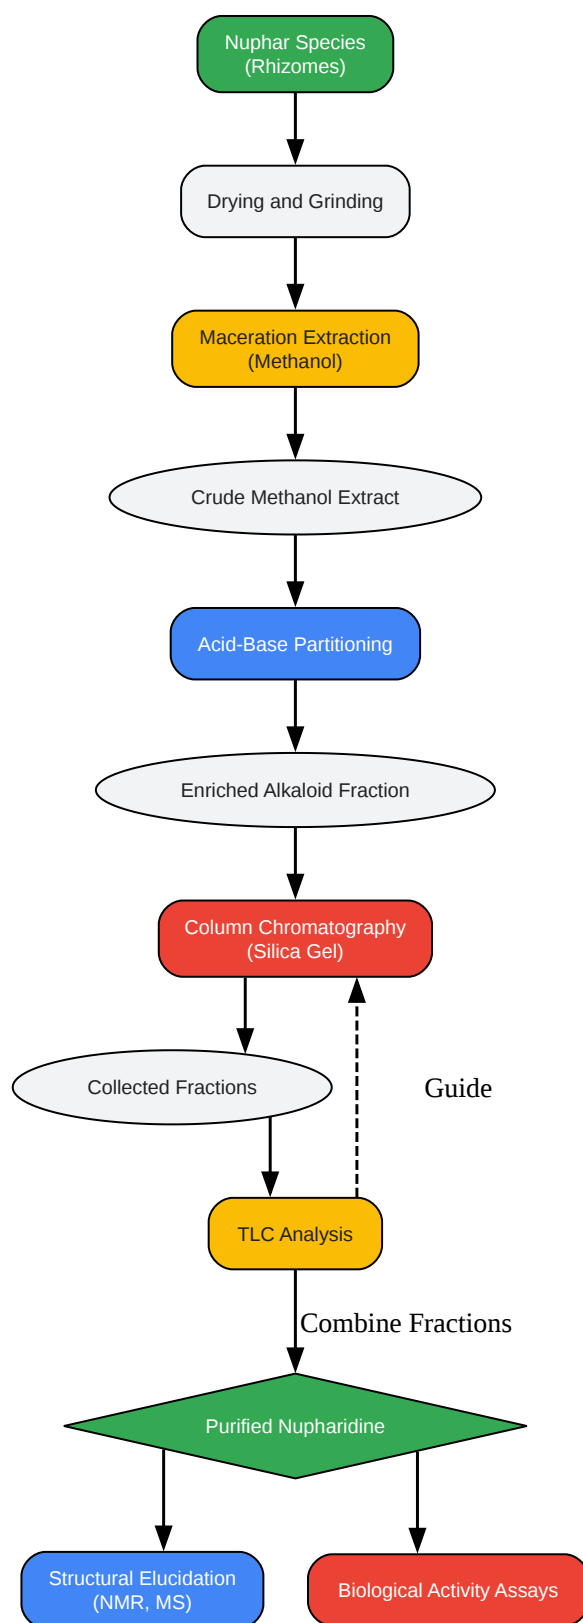 Nuphar Species
(Rhizomes)
Drying and Grinding
Maceration Extraction
(Methanol)
Crude Methanol Extract
Acid-Base Partitioning
Enriched Alkaloid Fraction
Column Chromatography
(Silica Gel)
Collected Fractions
Guide
TLC Analysis
Combine Fractions
Purified Nupharidine
Structural Elucidation
(NMR, MS)
Biological Activity Assays